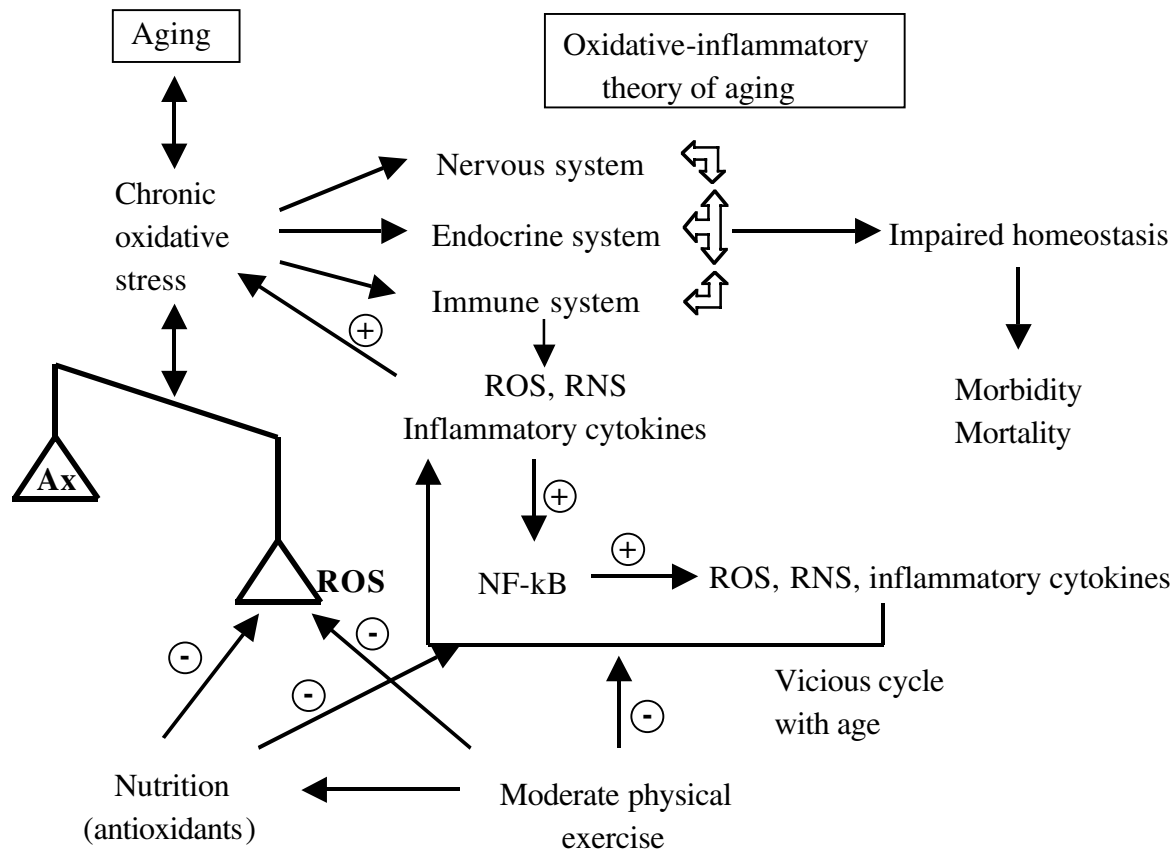 Aging
Oxidative-inflammatory
theory of aging
Nervous system
Chronic
oxidative
stress
Endocrine system
Impaired homeostasis
Immune system
+
ROS, RNS
Inflammatory cytokines
Morbidity
Mortality
Ax
+
+
ROS
NF-kB
ROS, RNS, inflammatory cytokines
-
-
-
-
Vicious cycle
with age
Nutrition
(antioxidants)
Moderate physical
exercise